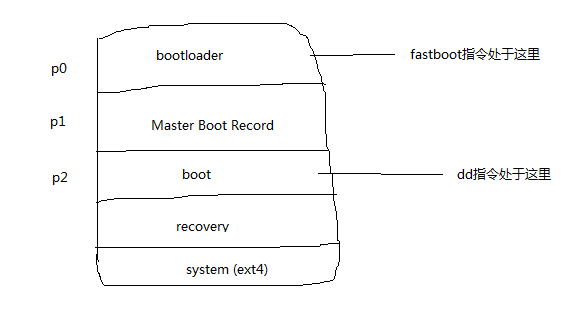 bootloader
fastboot指令处于这里
p0
p1
Master Boot Record
p2
boot
dd指令处于这里
recovery
system (ext4)